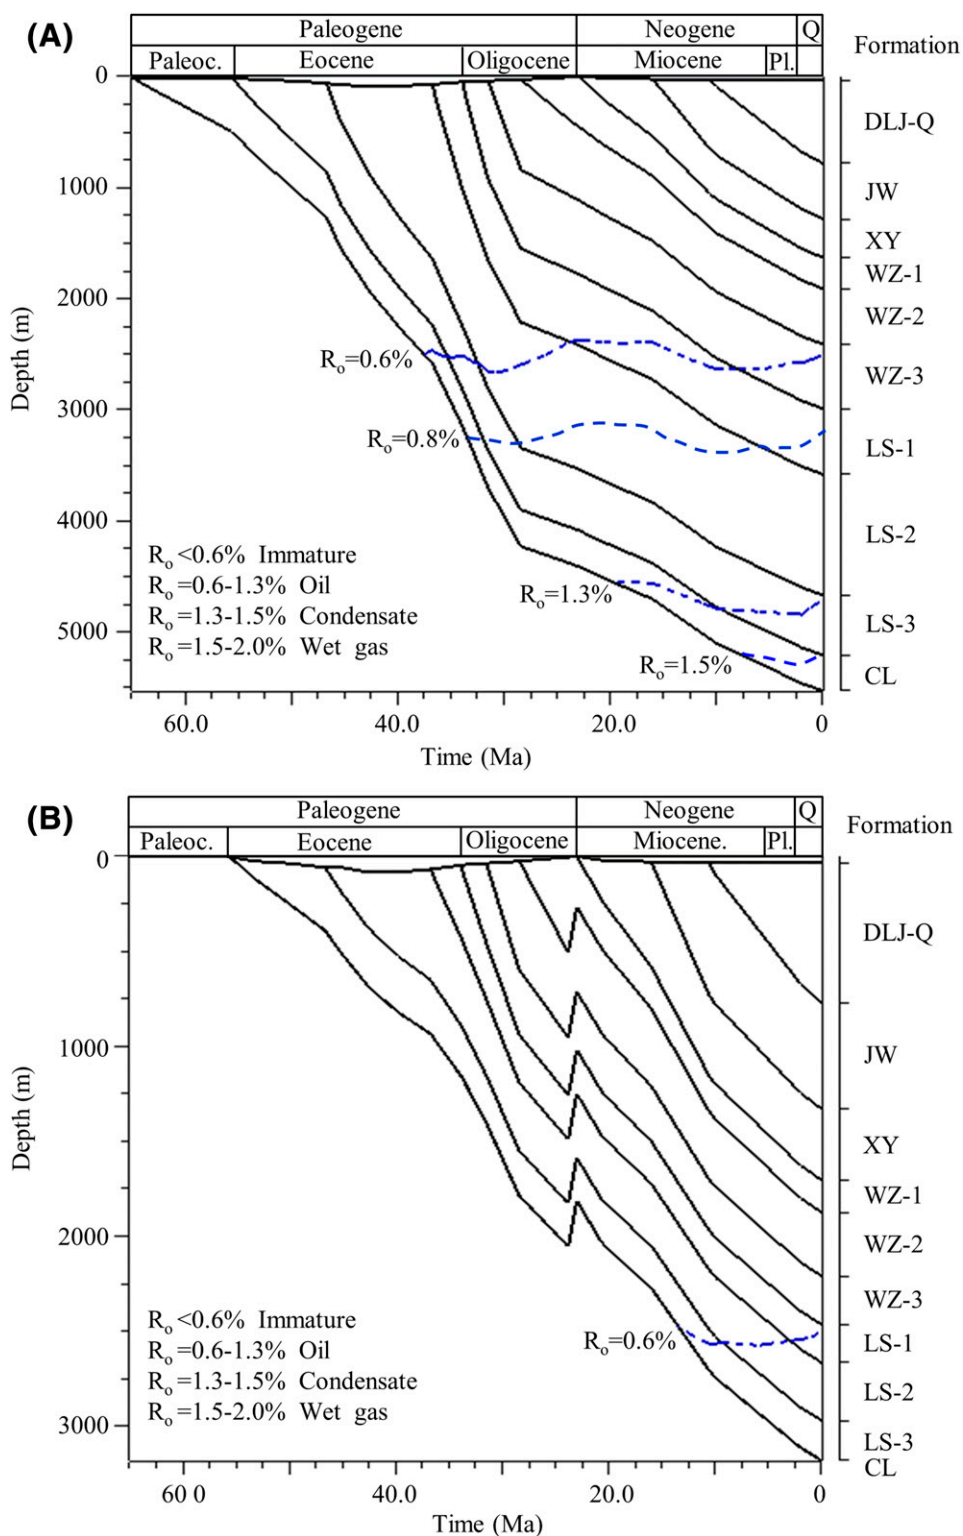 (A)
Paleogene Neogene Q
Paleoc. Eocene Oligocene Miocene Pl.
Formation
0
1000
2000
3000
4000
5000
Depth (m)
DLJ-Q
JW
XY
WZ-1
WZ-2
WZ-3
LS-1
LS-2
LS-3
CL
Ro=0.6%
Ro=0.8%
Ro=1.3%
Ro=1.5%
Ro<0.6% Immature
Ro=0.6-1.3% Oil
Ro=1.3-1.5% Condensate
Ro=1.5-2.0% Wet gas
60.0 40.0 20.0 0
Time (Ma)
(B)
Paleogene Neogene Q
Paleoc. Eocene Oligocene Miocene. Pl.
Formation
0
1000
2000
3000
Depth (m)
DLJ-Q
JW
XY
WZ-1
WZ-2
WZ-3
LS-1
LS-2
LS-3
CL
Ro=0.6%
Ro<0.6% Immature
Ro=0.6-1.3% Oil
Ro=1.3-1.5% Condensate
Ro=1.5-2.0% Wet gas
60 0 40.0 20.0 0
Time (Ma)